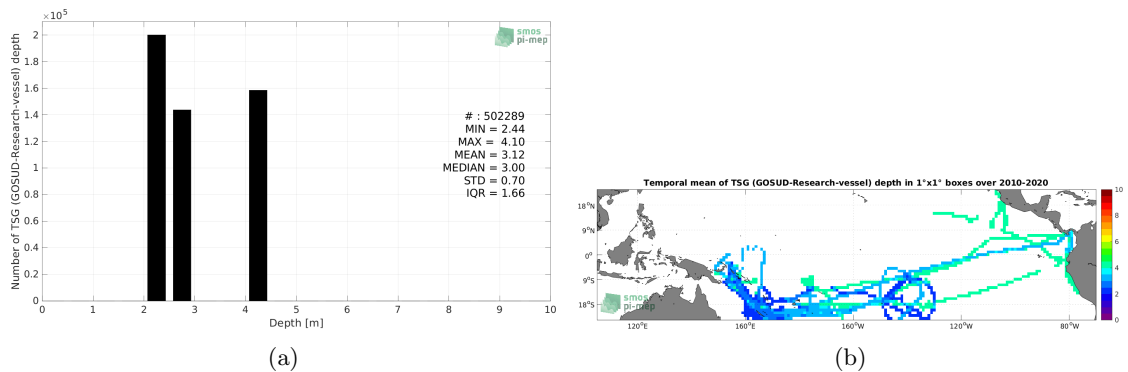 ×10⁵
2
1.8
1.6
1.4
1.2
1
0.8
0.6
0.4
0.2
0
Number of TSG (GOSUD-Research-vessel) depth
smos
pi-mep
# : 502289
MIN = 2.44
MAX = 4.10
MEAN = 3.12
MEDIAN = 3.00
STD = 0.70
IQR = 1.66
0 1 2 3 4 5 6 7 8 9 10
Depth [m]
(a)
Temporal mean of TSG (GOSUD-Research-vessel) depth in 1°x1° boxes over 2010-2020
18°N
9°N
0°
9°S
18°S
smos
pi-mep
120°E 160°E 160°W 120°W 80°W
10
8
6
4
2
0
(b)